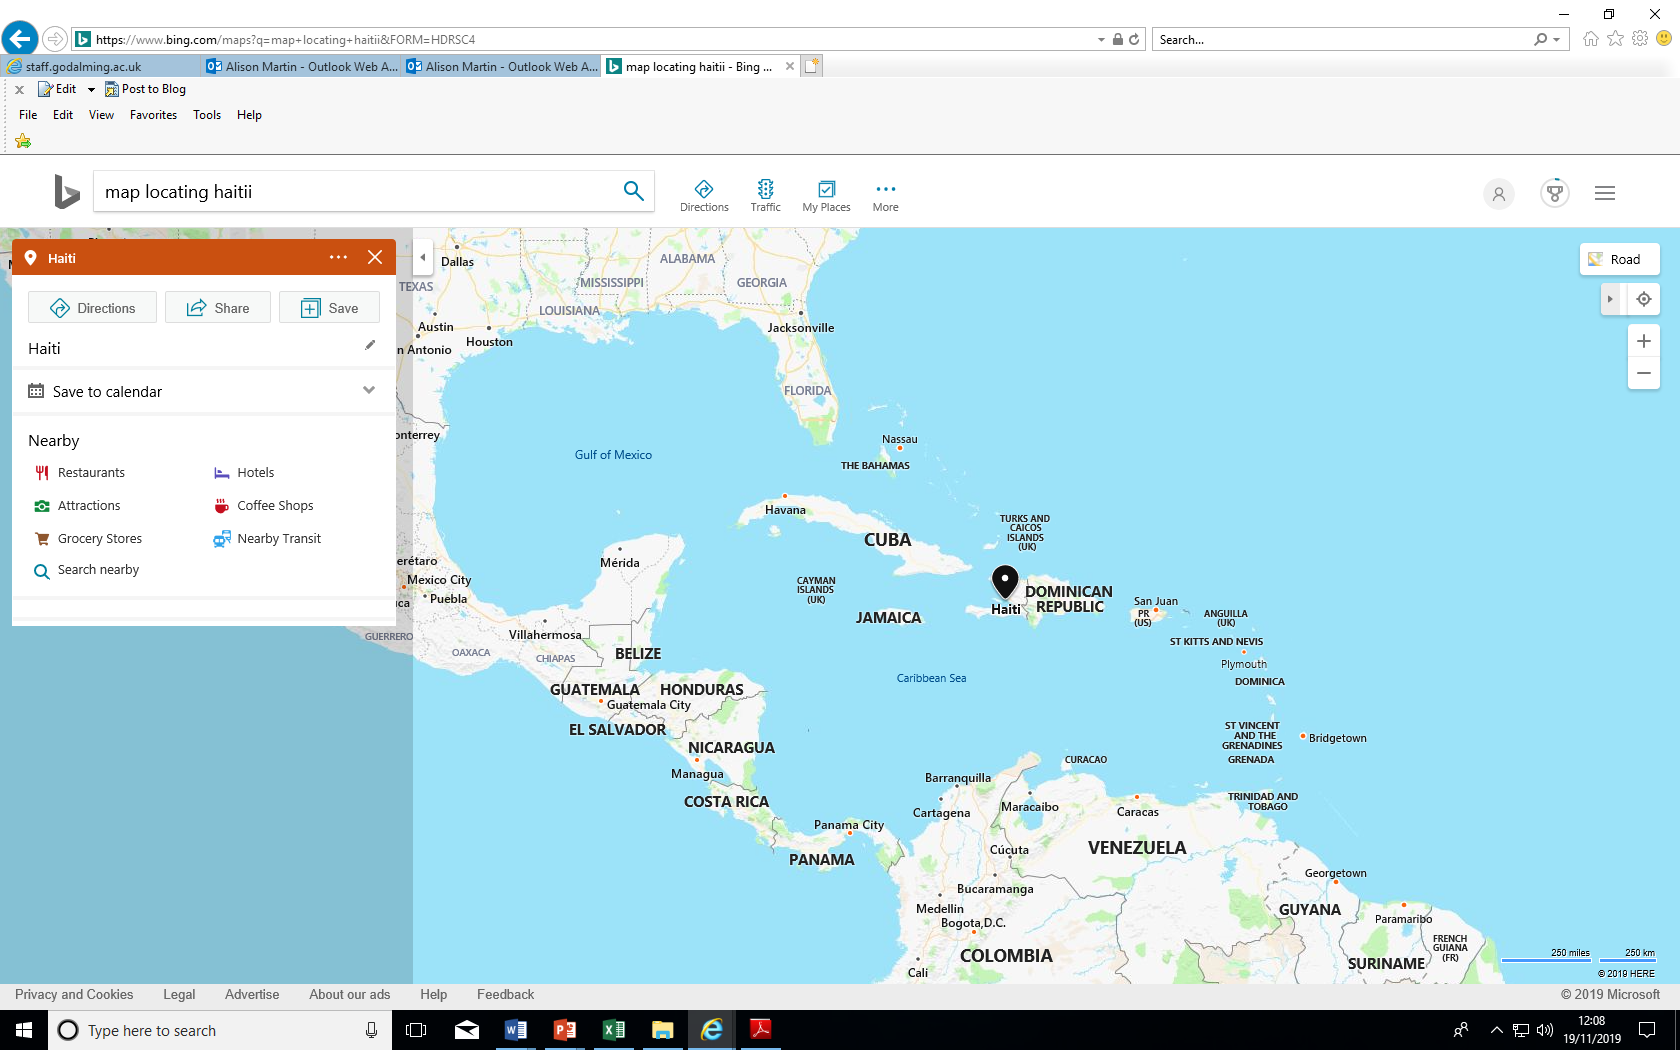 https://www.bing.com/maps?q=map+locating+haitii&FORM=HDRSC4
Search...
staff.godalming.ac.uk
Alison Martin - Outlook Web A...
Alison Martin - Outlook Web A...
map locating haitii - Bing ...
Edit
Post to Blog
File Edit View Favorites Tools Help
map locating haitii
Directions
Traffic
My Places
More
Haiti
Directions
Share
Save
Haiti
Save to calendar
Nearby
Restaurants
Hotels
Attractions
Coffee Shops
Grocery Stores
Nearby Transit
Search nearby
Road
Dallas
TEXAS
MISSISSIPPI
ALABAMA
GEORGIA
LOUISIANA
Austin
Houston
n Antonio
Jacksonville
FLORIDA
onterrey
Gulf of Mexico
Nassau
THE BAHAMAS
Havana
CUBA
TURKS AND
CAICOS
ISLANDS
(UK)
Mérida
erétaro
Mexico City
Puebla
uca
CAYMAN
ISLANDS
(UK)
JAMAICA
Haiti
DOMINICAN
REPUBLIC
San Juan
PR
(US)
ANGUILLA
(UK)
ST KITTS AND NEVIS
Plymouth
DOMINICA
GUERRERO
OAXACA
Villahermosa
CHIAPAS
BELIZE
Caribbean Sea
GUATEMALA
HONDURAS
Guatemala City
EL SALVADOR
NICARAGUA
Managua
COSTA RICA
Panama City
PANAMA
ST VINCENT
AND THE
GRENADINES
Bridgetown
GRENADA
CURACAO
Barranquilla
Cartagena
Maracaibo
Caracas
TRINIDAD AND
TOBAGO
Cúcuta
VENEZUELA
Bucaramanga
Medellin
Bogota,D.C.
COLOMBIA
Cali
Georgetown
GUYANA
Paramaribo
SURINAME
FRENCH
GUIANA
(FR)
250 miles
250 km
© 2019 HERE
Privacy and Cookies
Legal
Advertise
About our ads
Help
Feedback
© 2019 Microsoft
Type here to search
12:08
19/11/2019